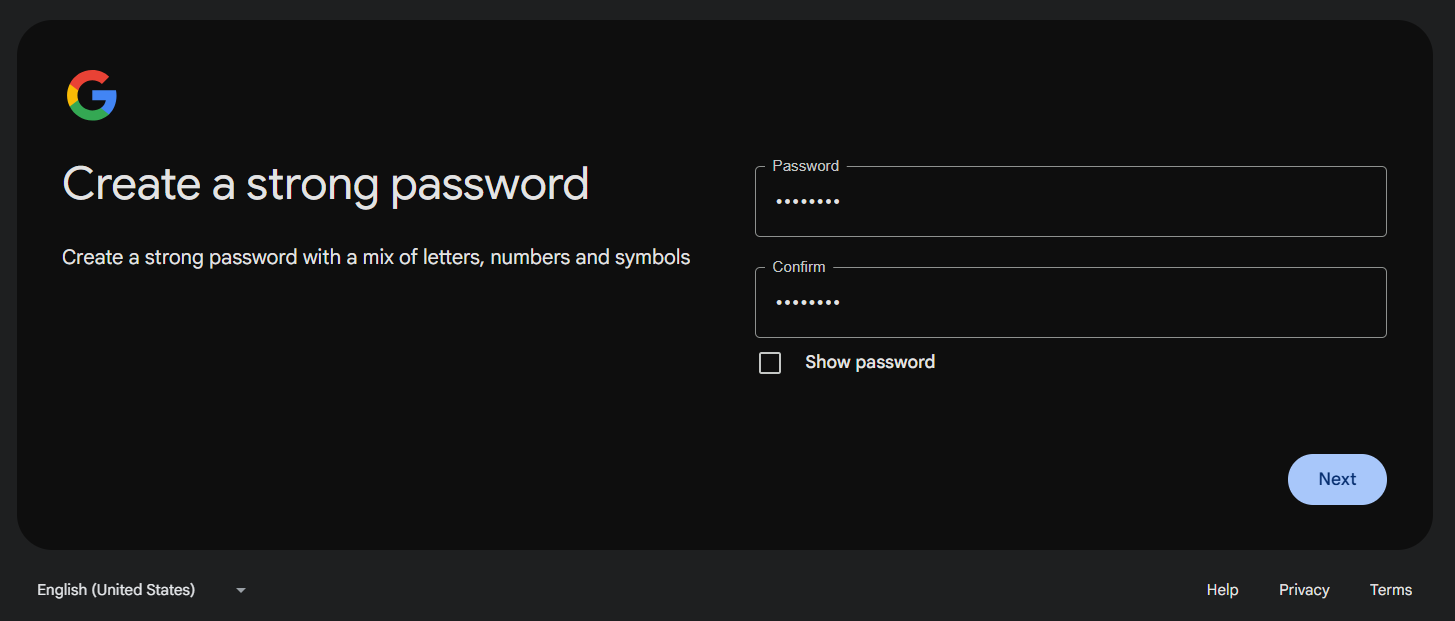 Create a strong password
Create a strong password with a mix of letters, numbers and symbols
Password
••••••••
Confirm
••••••••
Show password
Next
English (United States)
Help
Privacy
Terms